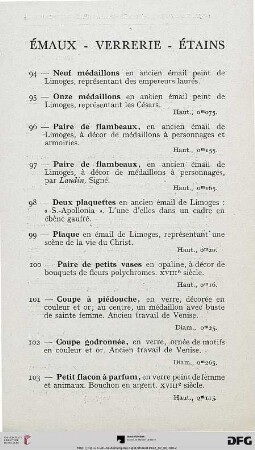 ÉMAUX - VERRERIE - ÉTAINS
94 — Neuf médaillons en ancien émail peint de
Limoges, représentant des empereurs laurés.
95 — Onze médaillons en ancien émail peint de
Limoges, représentant les Césars.
Haut., 0m075.
96 — Paire de flambeaux, en ancien émail de
Limoges, à décor de médaillons à personnages et
armoiries.
Haut., 0m155.
97 — Paire de flambeaux, en ancien émail de
Limoges, à décor de médaillons à personnages,
par Laudin, Signé.
Haut., 0m165.
98 — Deux plaquettes en ancien émail de Limoges :
« S.-Apollonia ». L'une d'elles dans un cadre en
ébène gaufré.
99 — Plaque en émail de Limoges, représentant une
scène de la vie du Christ.
Haut.,
100 — Paire de petits vases en opaline, à décor de
bouquets de fleurs polychromes. XVIIIe siècle.
Haut., 0m16.
101 — Coupe à piédouche, en verre, décorée en
couleur et or, au centre, un médaillon avec buste
de sainte femme. Ancien travail de Venise.
Diam., 0m25.
102 — Coupe godronnée, en verre, ornée de motifs
en couleur et or. Ancien travail de Venise.
Diam., 0m265.
103 — Petit flacon à parfum, en verre peint de femme
et animaux. Bouchon en argent. XVIIIe siècle.
Haut.,
DFG